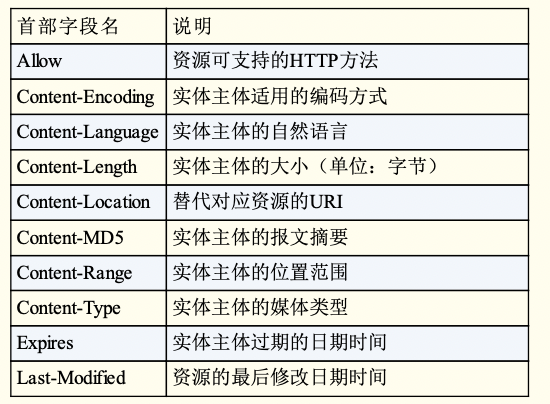 首部字段名 说明
Allow 资源可支持的HTTP方法
Content-Encoding 实体主体适用的编码方式
Content-Language 实体主体的自然语言
Content-Length 实体主体的大小（单位：字节）
Content-Location 替代对应资源的URI
Content-MD5 实体主体的报文摘要
Content-Range 实体主体的位置范围
Content-Type 实体主体的媒体类型
Expires 实体主体过期的日期时间
Last-Modified 资源的最后修改日期时间